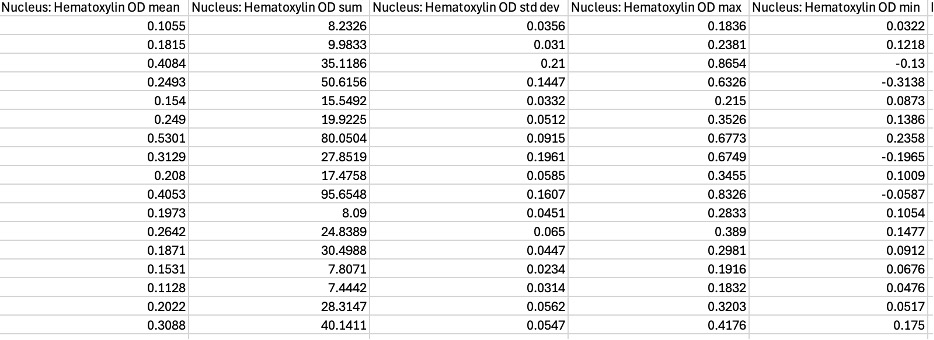 Nucleus: Hematoxylin OD mean Nucleus: Hematoxylin OD sum Nucleus: Hematoxylin OD std dev Nucleus: Hematoxylin OD max Nucleus: Hematoxylin OD min
0.1055 8.2326 0.0356 0.1836 0.0322
0.1815 9.9833 0.031 0.2381 0.1218
0.4084 35.1186 0.21 0.8654 -0.13
0.2493 50.6156 0.1447 0.6326 -0.3138
0.154 15.5492 0.0332 0.215 0.0873
0.249 19.9225 0.0512 0.3526 0.1386
0.5301 80.0504 0.0915 0.6773 0.2358
0.3129 27.8519 0.1961 0.6749 -0.1965
0.208 17.4758 0.0585 0.3455 0.1009
0.4053 95.6548 0.1607 0.8326 -0.0587
0.1973 8.09 0.0451 0.2833 0.1054
0.2642 24.8389 0.065 0.389 0.1477
0.1871 30.4988 0.0447 0.2981 0.0912
0.1531 7.8071 0.0234 0.1916 0.0676
0.1128 7.4442 0.0314 0.1832 0.0476
0.2022 28.3147 0.0562 0.3203 0.0517
0.3088 40.1411 0.0547 0.4176 0.175